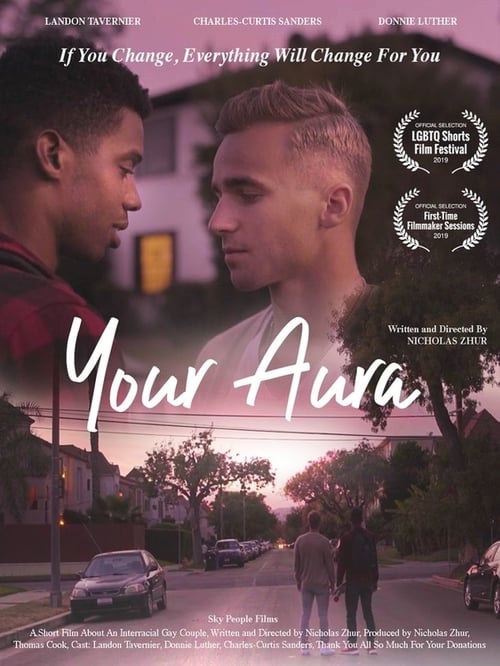 LANDON TAVERNIER
CHARLES-CURTIS SANDERS
DONNIE LUTHER
If You Change, Everything Will Change For You
OFFICIAL SELECTION
LGBTQ Shorts
Film Festival
2019
OFFICIAL SELECTION
First-Time
Filmmaker Sessions
2019
Written and Directed By
NICHOLAS ZHUR
Your Aura
Sky People Films
A Short Film About An Interracial Gay Couple, Written and Directed by Nicholas Zhur, Produced by Nicholas Zhur,
Thomas Cook, Cast: Landon Tavernier, Donnie Luther, Charles-Curtis Sanders, Thank You All So Much For Your Donations